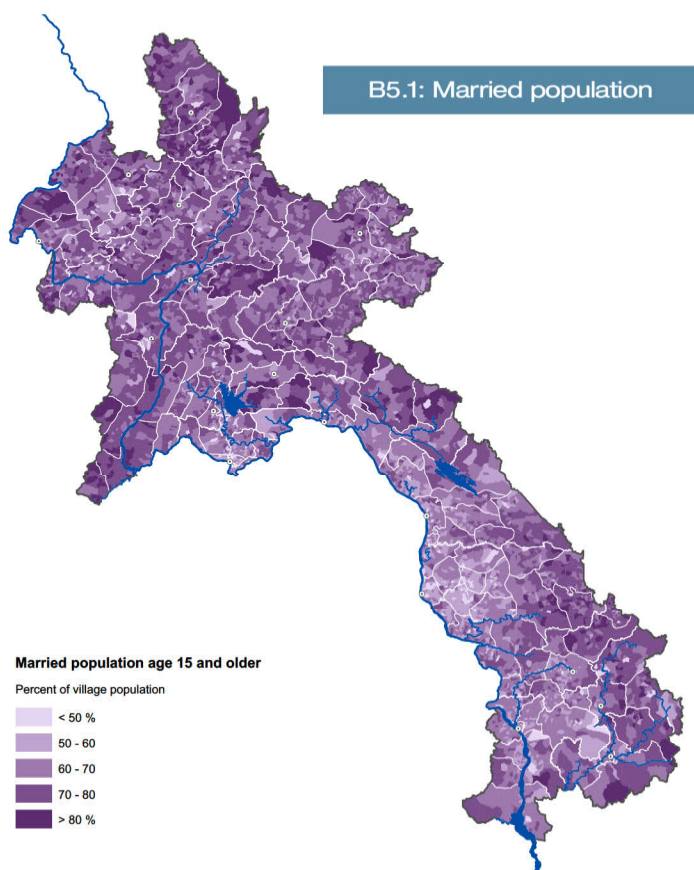 B5.1: Married population
Married population age 15 and older
Percent of village population
< 50 %
50 - 60
60 - 70
70 - 80
> 80 %